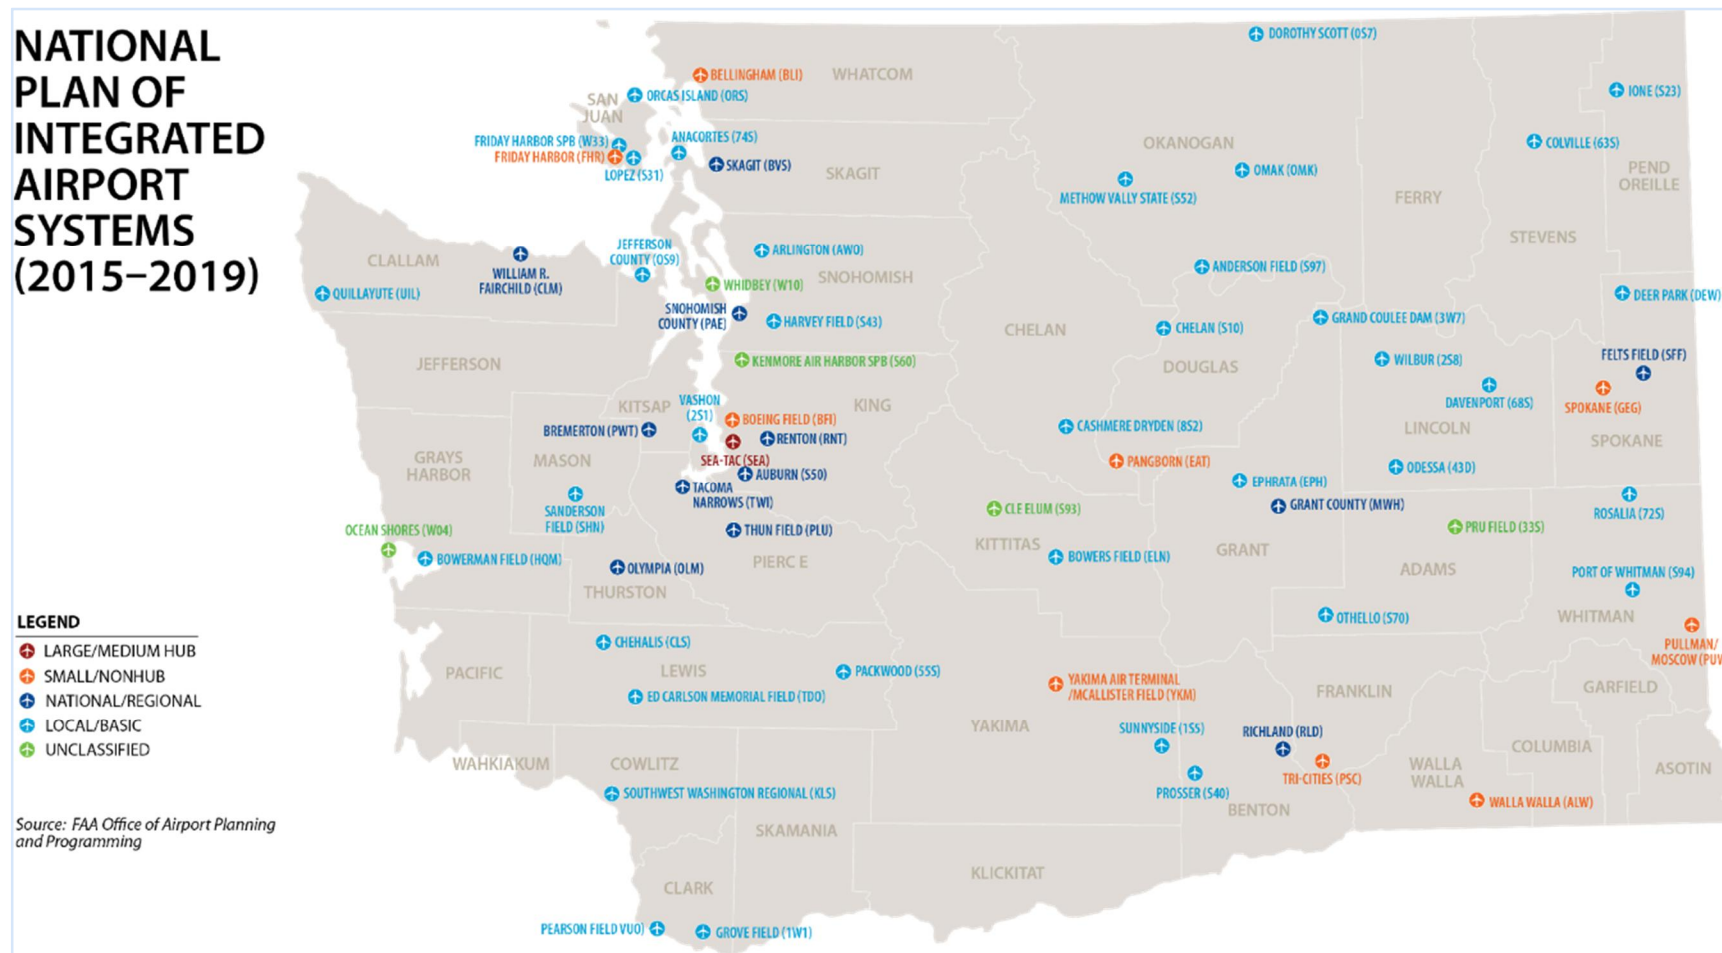 NATIONAL
PLAN OF
INTEGRATED
AIRPORT
SYSTEMS
(2015–2019)
DOROTHY SCOTT (0S7)
BELLINGHAM (BLI)
WHATCOM
ORCAS ISLAND (ORS)
SAN
JUAN
IONE (S23)
FRIDAY HARBOR SPB (W33)
FRIDAY HARBOR (FHR)
LOPEZ (S31)
ANACORTES (74S)
SKAGIT (BVS)
SKAGIT
OKANOGAN
COLVILLE (63S)
OMAK (OMK)
METHOW VALLY STATE (S52)
FERRY
PEND
OREILLE
STEVENS
CLALLAM
WILLIAM R.
FAIRCHILD (CLM)
QUILLAYUTE (UIL)
JEFFERSON
COUNTY (OS9)
ARLINGTON (AWO)
SNOHOMISH
WHIDBEY (W10)
ANDERSON FIELD (S97)
DEER PARK (DEW)
SNOHOMISH
COUNTY (PAE)
HARVEY FIELD (S43)
CHELAN
CHELAN (S10)
GRAND COULEE DAM (3W7)
JEFFERSON
KENMORE AIR HARBOR SPB (S60)
DOUGLAS
WILBUR (2S8)
FELTS FIELD (SFF)
SPOKANE (GEG)
DAVENPORT (68S)
KITSAP
VASHON
(2S1)
KING
BOEING FIELD (BFI)
BREMERTON (PWT)
RENTON (RNT)
SEA-TAC (SEA)
CASHMERE DRYDEN (8S2)
LINCOLN
SPOKANE
GRAYS
HARBOR
MASON
AUBURN (S50)
TACOMA
NARROWS (TWI)
PANGBORN (EAT)
EPHRATA (EPH)
ODESSA (43D)
SANDERSON
FIELD (SHN)
CLE ELUM (S93)
GRANT COUNTY (MWH)
ROSALIA (72S)
OCEAN SHORES (W04)
THUN FIELD (PLU)
PRU FIELD (33S)
KITTITAS
BOWERMAN FIELD (HQM)
OLYMPIA (OLM)
PIERC E
BOWERS FIELD (ELN)
GRANT
ADAMS
PORT OF WHITMAN (S94)
THURSTON
OTHELLO (S70)
WHITMAN
LEGEND
LARGE/MEDIUM HUB
SMALL/NONHUB
NATIONAL/REGIONAL
LOCAL/BASIC
UNCLASSIFIED
CHEHALIS (CLS)
PULLMAN/
MOSCOW (PUW
PACIFIC
LEWIS
PACKWOOD (55S)
YAKIMA AIR TERMINAL
/MCALLISTER FIELD (YKM)
FRANKLIN
GARFIELD
ED CARLSON MEMORIAL FIELD (TDO)
YAKIMA
SUNNYSIDE (1S5)
RICHLAND (RLD)
COLUMBIA
WAHKIAKUM
COWLITZ
TRI-CITIES (PSC)
WALLA
WALLA
ASOTIN
SOUTHWEST WASHINGTON REGIONAL (KLS)
PROSSER (S40)
BENTON
WALLA WALLA (ALW)
Source: FAA Office of Airport Planning
and Programming
SKAMANIA
KLICKITAT
CLARK
PEARSON FIELD VUO)
GROVE FIELD (1W1)